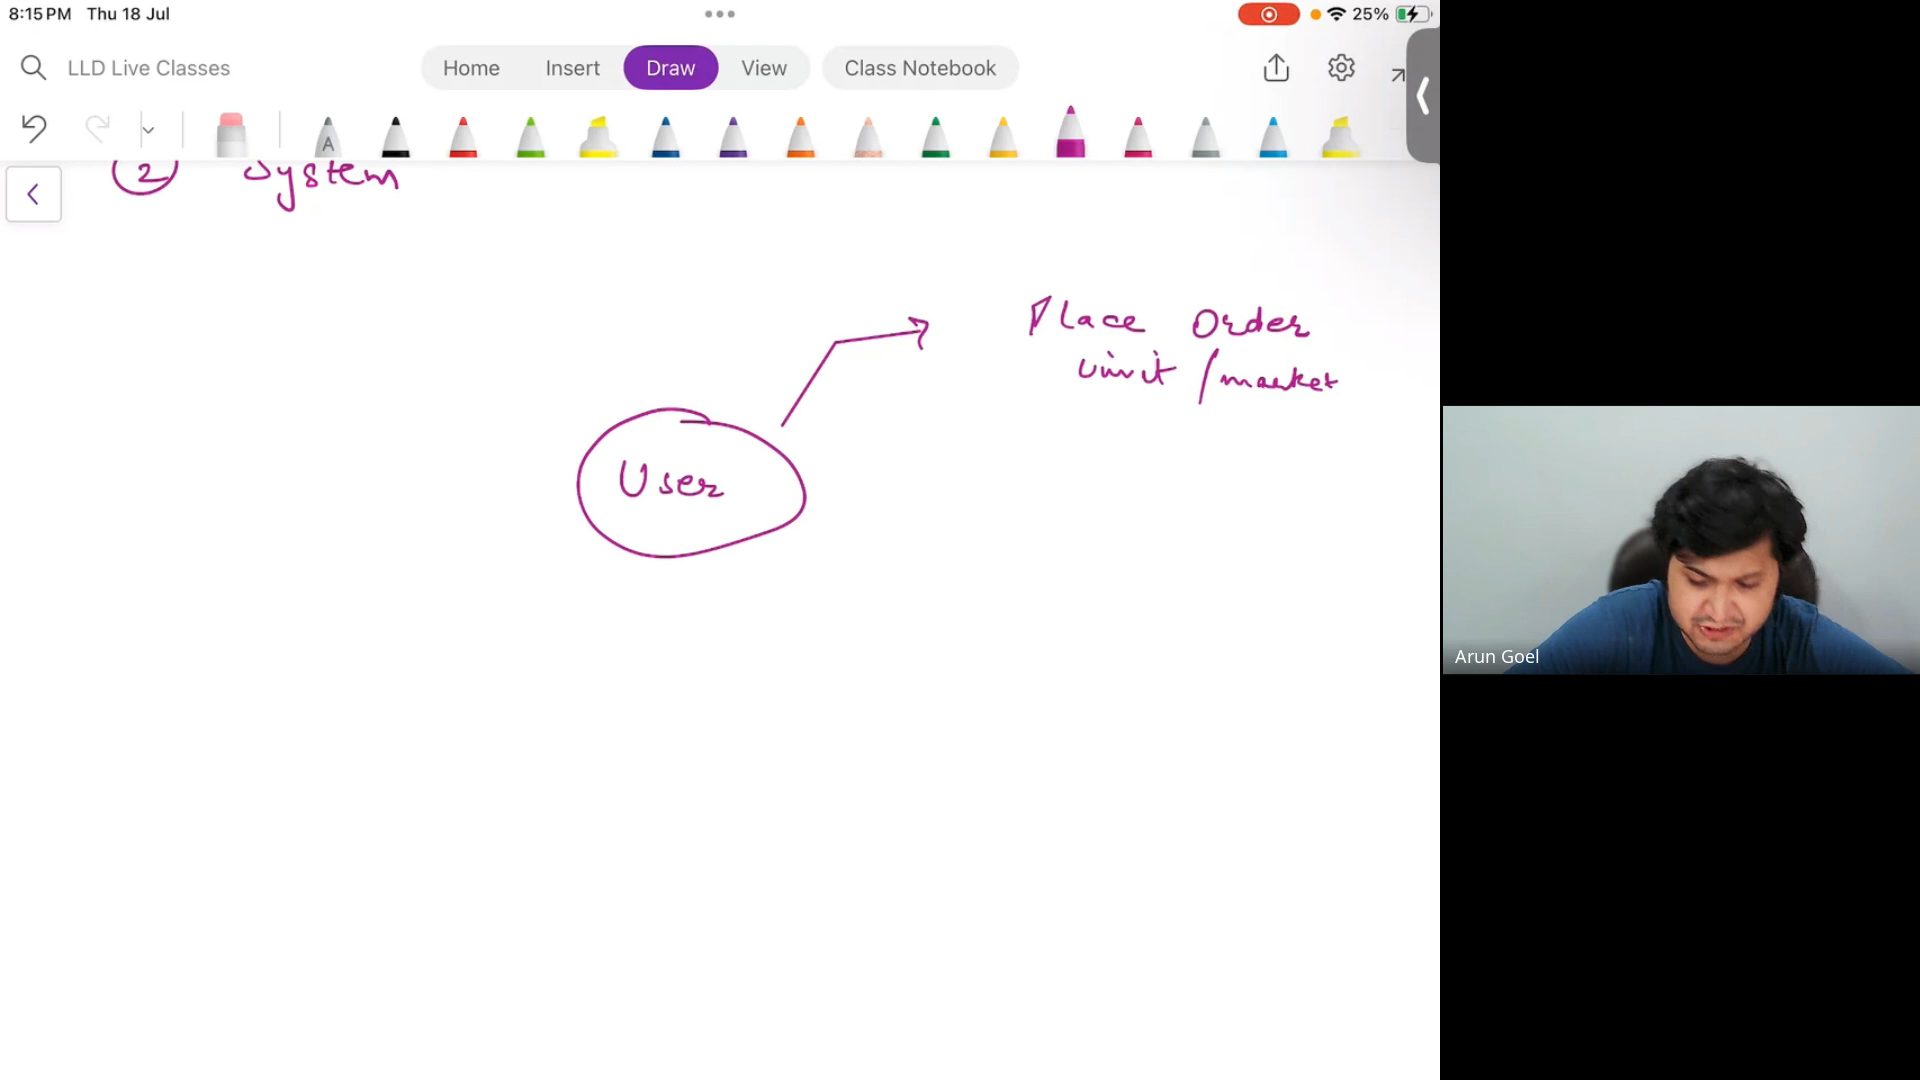 8:15 PM Thu 18 Jul
25%
LLD Live Classes
Home Insert Draw View Class Notebook
A
2 System
Place Order
limit / market
User
Arun Goel